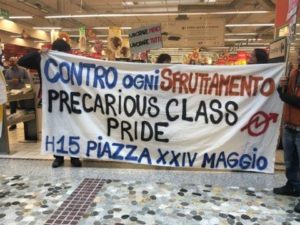 CONTRO OGNI SFRUTTAMENTO
PRECARIOUS CLASS
PRIDE
H15 PIAZZA XXIV MAGGIO